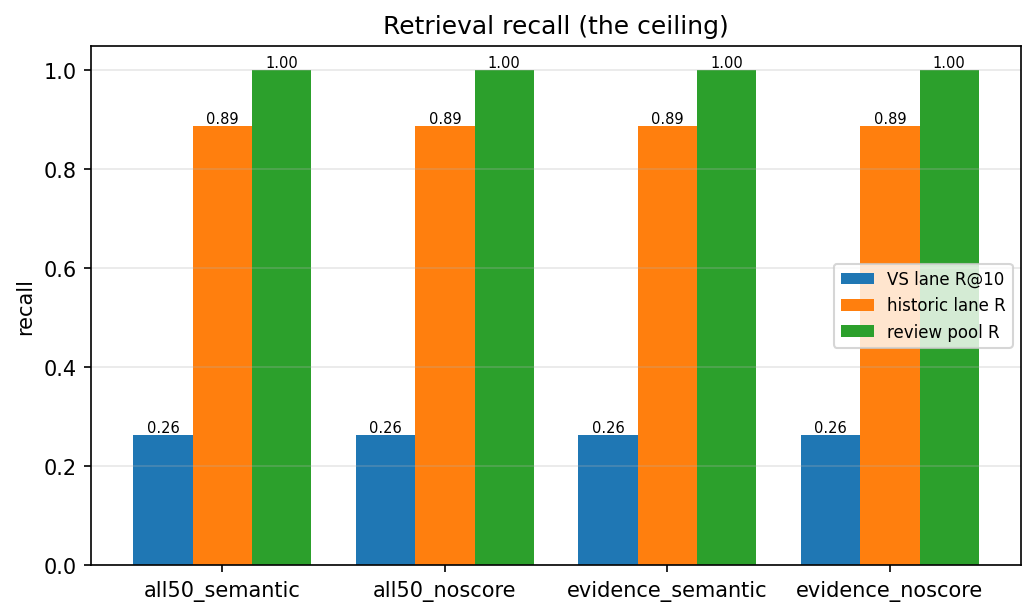 Retrieval recall (the ceiling)
1.0
0.8
0.6
0.4
0.2
0.0
recall
0.26
0.89
1.00
0.26
0.89
1.00
0.26
0.89
1.00
0.26
0.89
1.00
VS lane R@10
historic lane R
review pool R
all50_semantic
all50_noscore
evidence_semantic
evidence_noscore